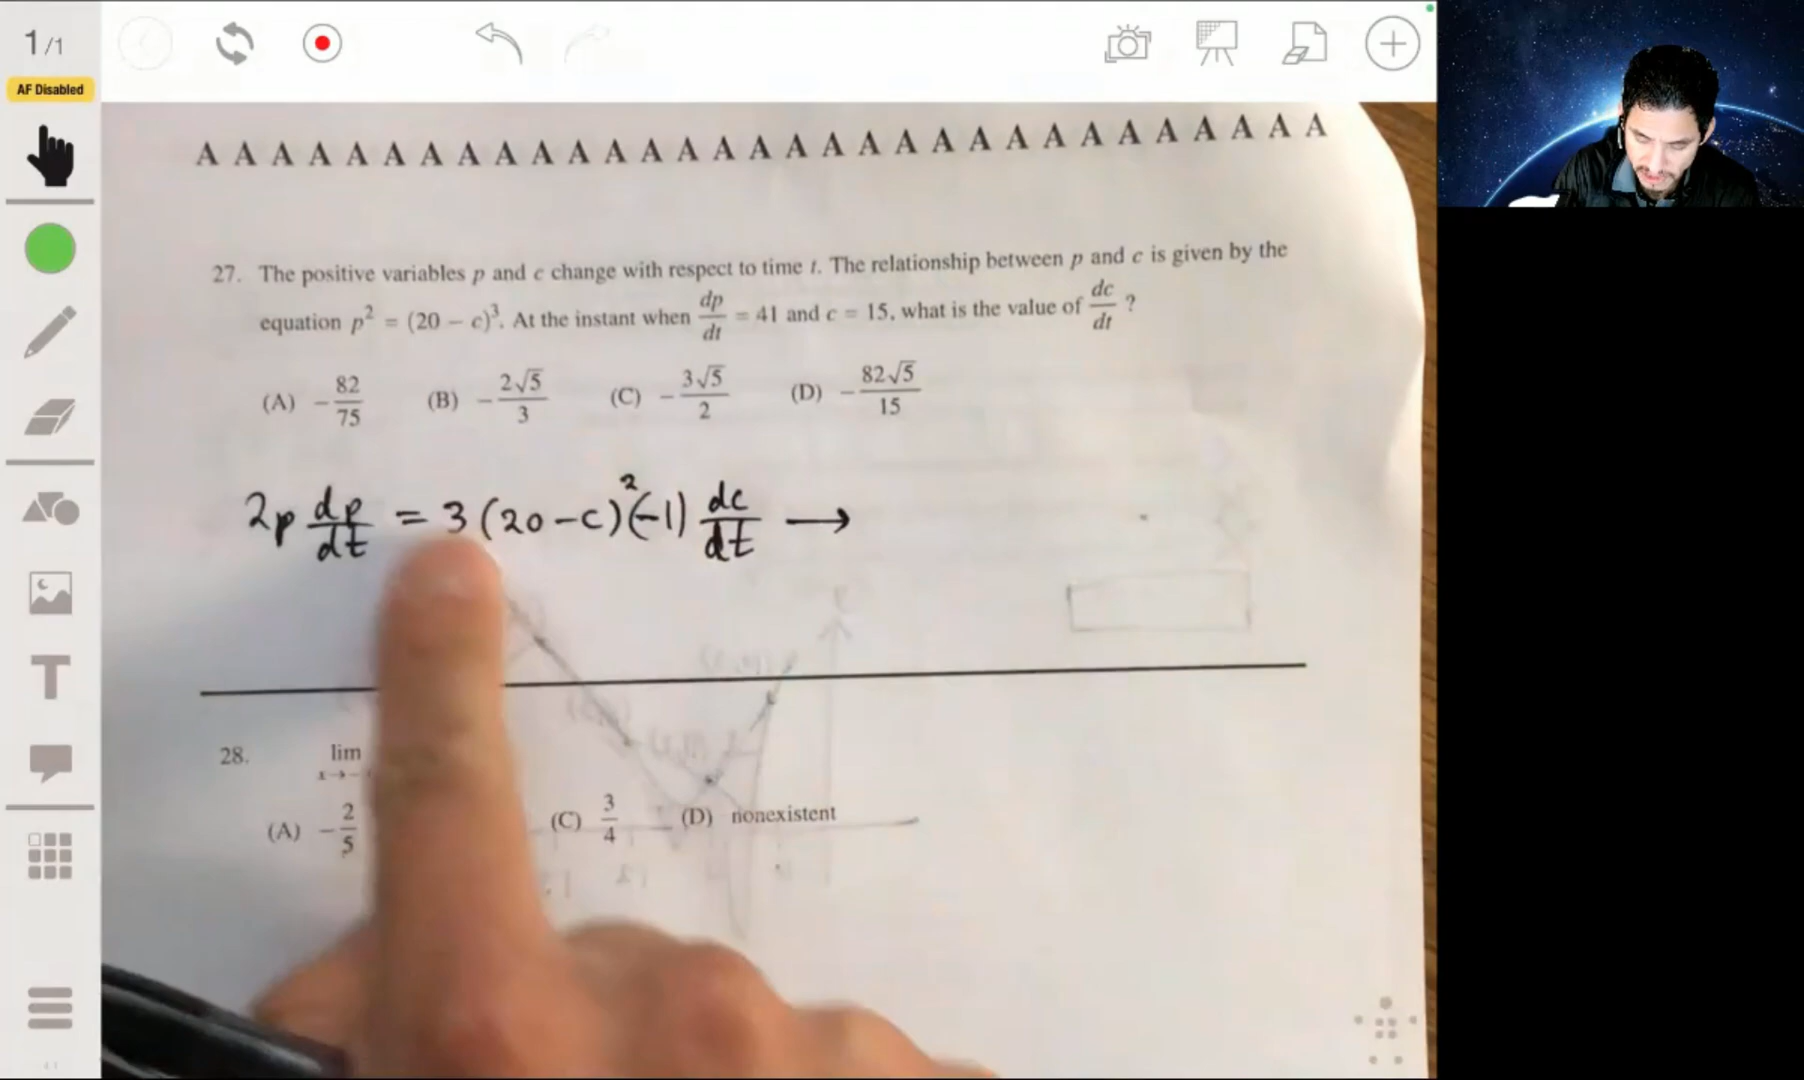 1/1
AF Disabled
A A A A A A A A A A A A A A A A A A A A A A A A A A A A A A A
27. The positive variables p and c change with respect to time t. The relationship between p and c is given by the
equation p² = (20 − c)³. At the instant when dp/dt = 41 and c = 15, what is the value of dc/dt ?
(A) −82/75 (B) −2√5/3 (C) −3√5/2 (D) −82√5/15
2p dp/dt = 3(20−c)²(−1) dc/dt →
28. lim
x→−
(A) −2/5 (C) 3/4 (D) nonexistent
T